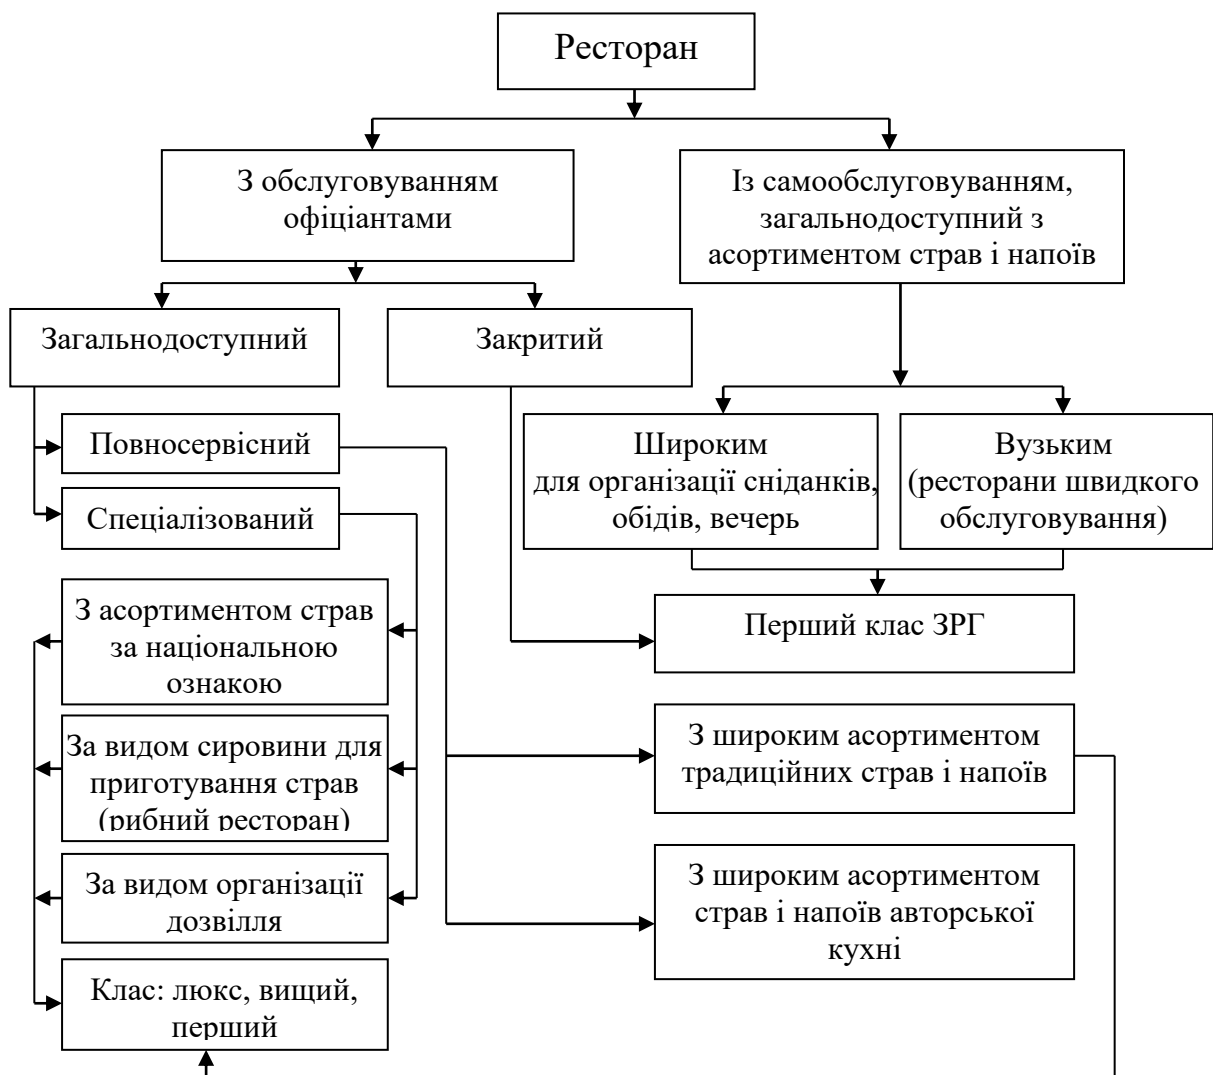 Ресторан
З обслуговуванням
офіціантами
Із самообслуговуванням,
загальнодоступний з
асортиментом страв і напоїв
Загальнодоступний
Закритий
Повносервісний
Спеціалізований
Широким
для організації сніданків,
обідів, вечерь
Вузьким
(ресторани швидкого
обслуговування)
З асортиментом страв
за національною
ознакою
Перший клас ЗРГ
За видом сировини для
приготування страв
(рибний ресторан)
З широким асортиментом
традиційних страв і напоїв
За видом організації
дозвілля
З широким асортиментом
страв і напоїв авторської
кухні
Клас: люкс, вищий,
перший